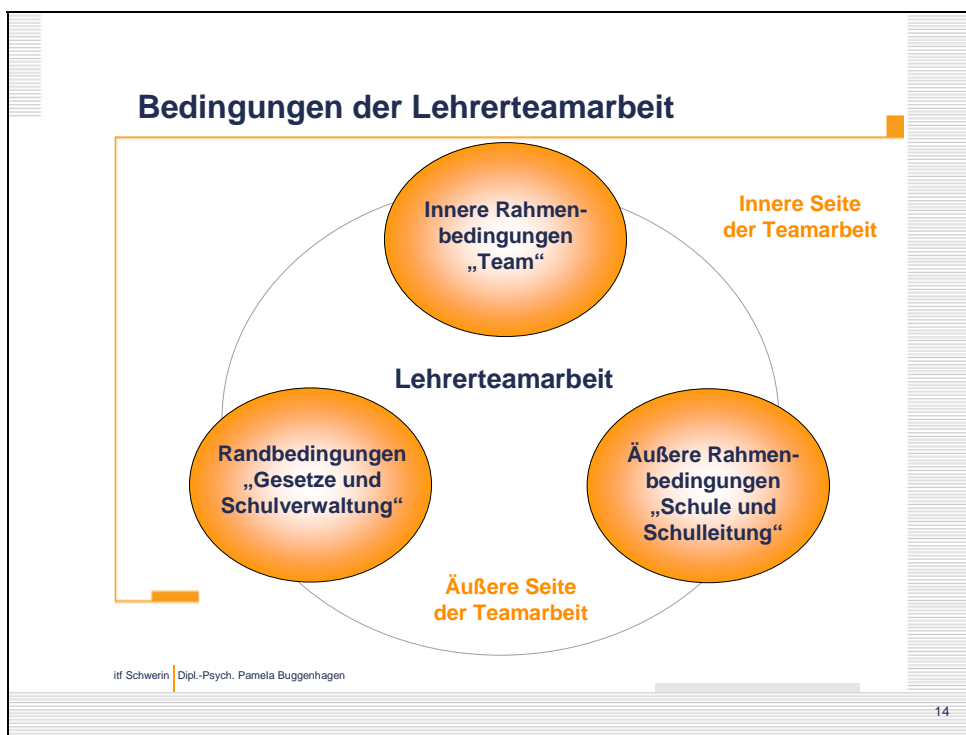 Bedingungen der Lehrerteamarbeit
Innere Rahmen-
bedingungen
„Team“
Innere Seite
der Teamarbeit
Lehrerteamarbeit
Randbedingungen
„Gesetze und
Schulverwaltung“
Äußere Rahmen-
bedingungen
„Schule und
Schulleitung“
Äußere Seite
der Teamarbeit
itf Schwerin Dipl.-Psych. Pamela Buggenhagen
14